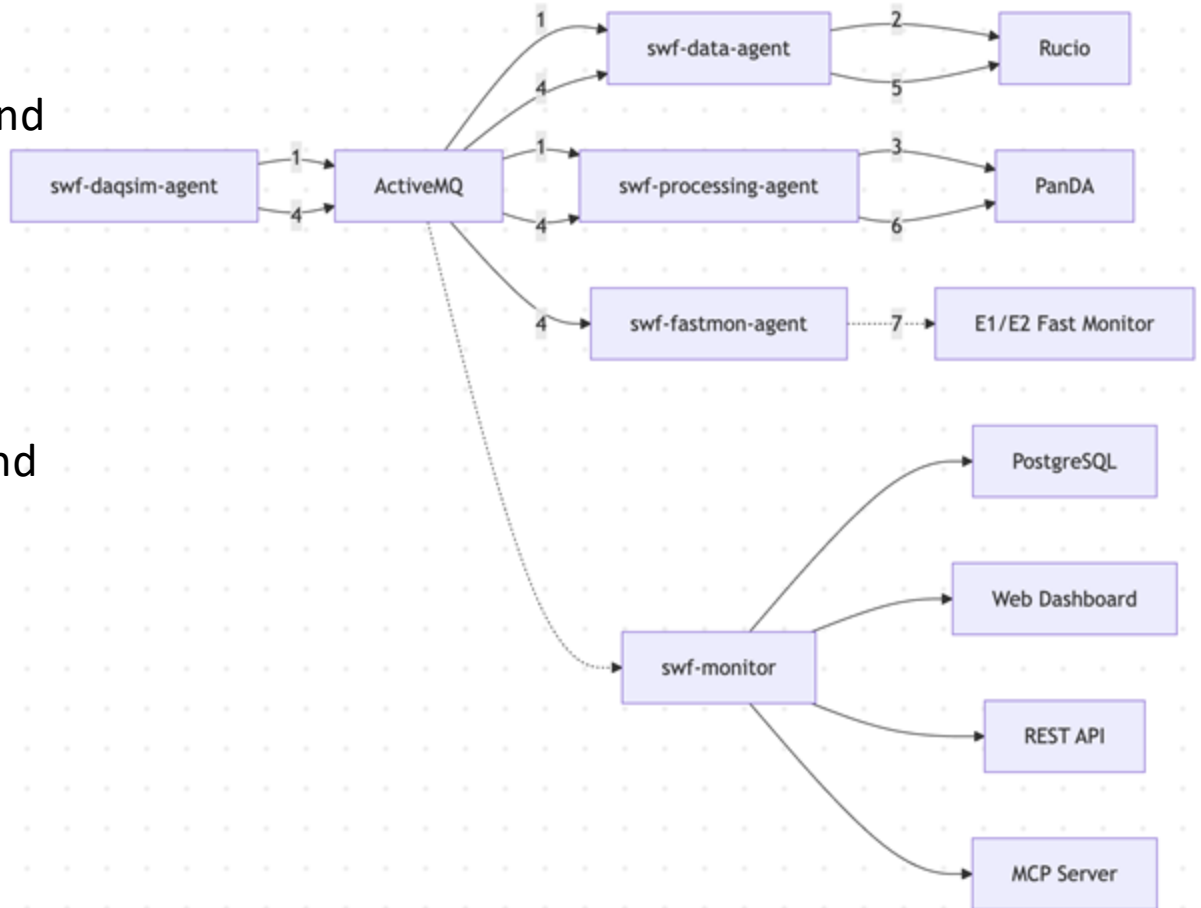 1
swf-data-agent
2
Rucio
4
5
nd
swf-daqsim-agent
1
4
ActiveMQ
1
4
swf-processing-agent
3
6
PanDA
4
swf-fastmon-agent
7
E1/E2 Fast Monitor
nd
PostgreSQL
Web Dashboard
swf-monitor
REST API
MCP Server